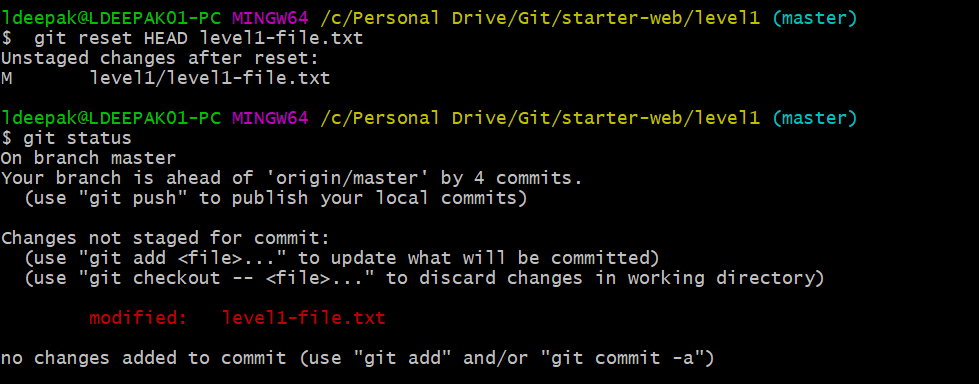 ldeepak@LDEEPAK01-PC MINGW64 /c/Personal Drive/Git/starter-web/level1 (master)
$  git reset HEAD level1-file.txt
Unstaged changes after reset:
M       level1/level1-file.txt
ldeepak@LDEEPAK01-PC MINGW64 /c/Personal Drive/Git/starter-web/level1 (master)
$ git status
On branch master
Your branch is ahead of 'origin/master' by 4 commits.
  (use "git push" to publish your local commits)
Changes not staged for commit:
  (use "git add <file>..." to update what will be committed)
  (use "git checkout -- <file>..." to discard changes in working directory)
        modified:   level1-file.txt
no changes added to commit (use "git add" and/or "git commit -a")